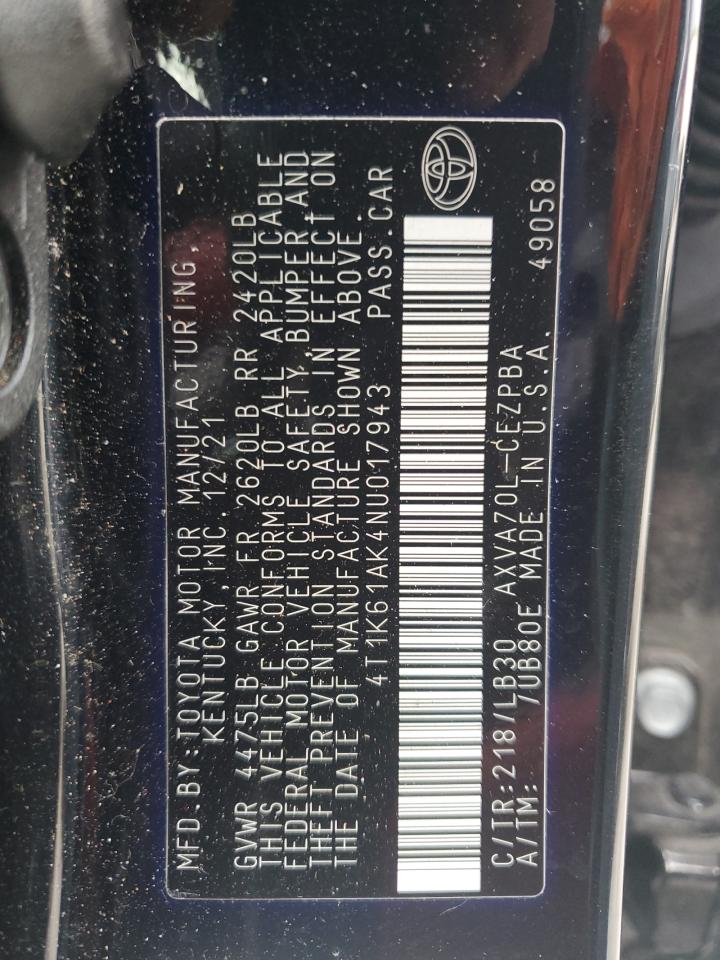 MFD.BY:TOYOTA MOTOR MANUFACTURING
KENTUCKY, INC. 12/21
GVWR 4475LB GAWR FR 2620LB RR 2420LB
THIS VEHICLE CONFORMS TO ALL APPLICABLE
FEDERAL MOTOR VEHICLE SAFETY, BUMPER AND
THEFT PREVENTION STANDARDS IN EFFECT ON
THE DATE OF MANUFACTURE SHOWN ABOVE.
4T1K61AK4NU017943 PASS.CAR
C/TR:218/LB30 AXVA70L-CEZPBA
A/TM: /UB80E MADE IN U.S.A. 49058